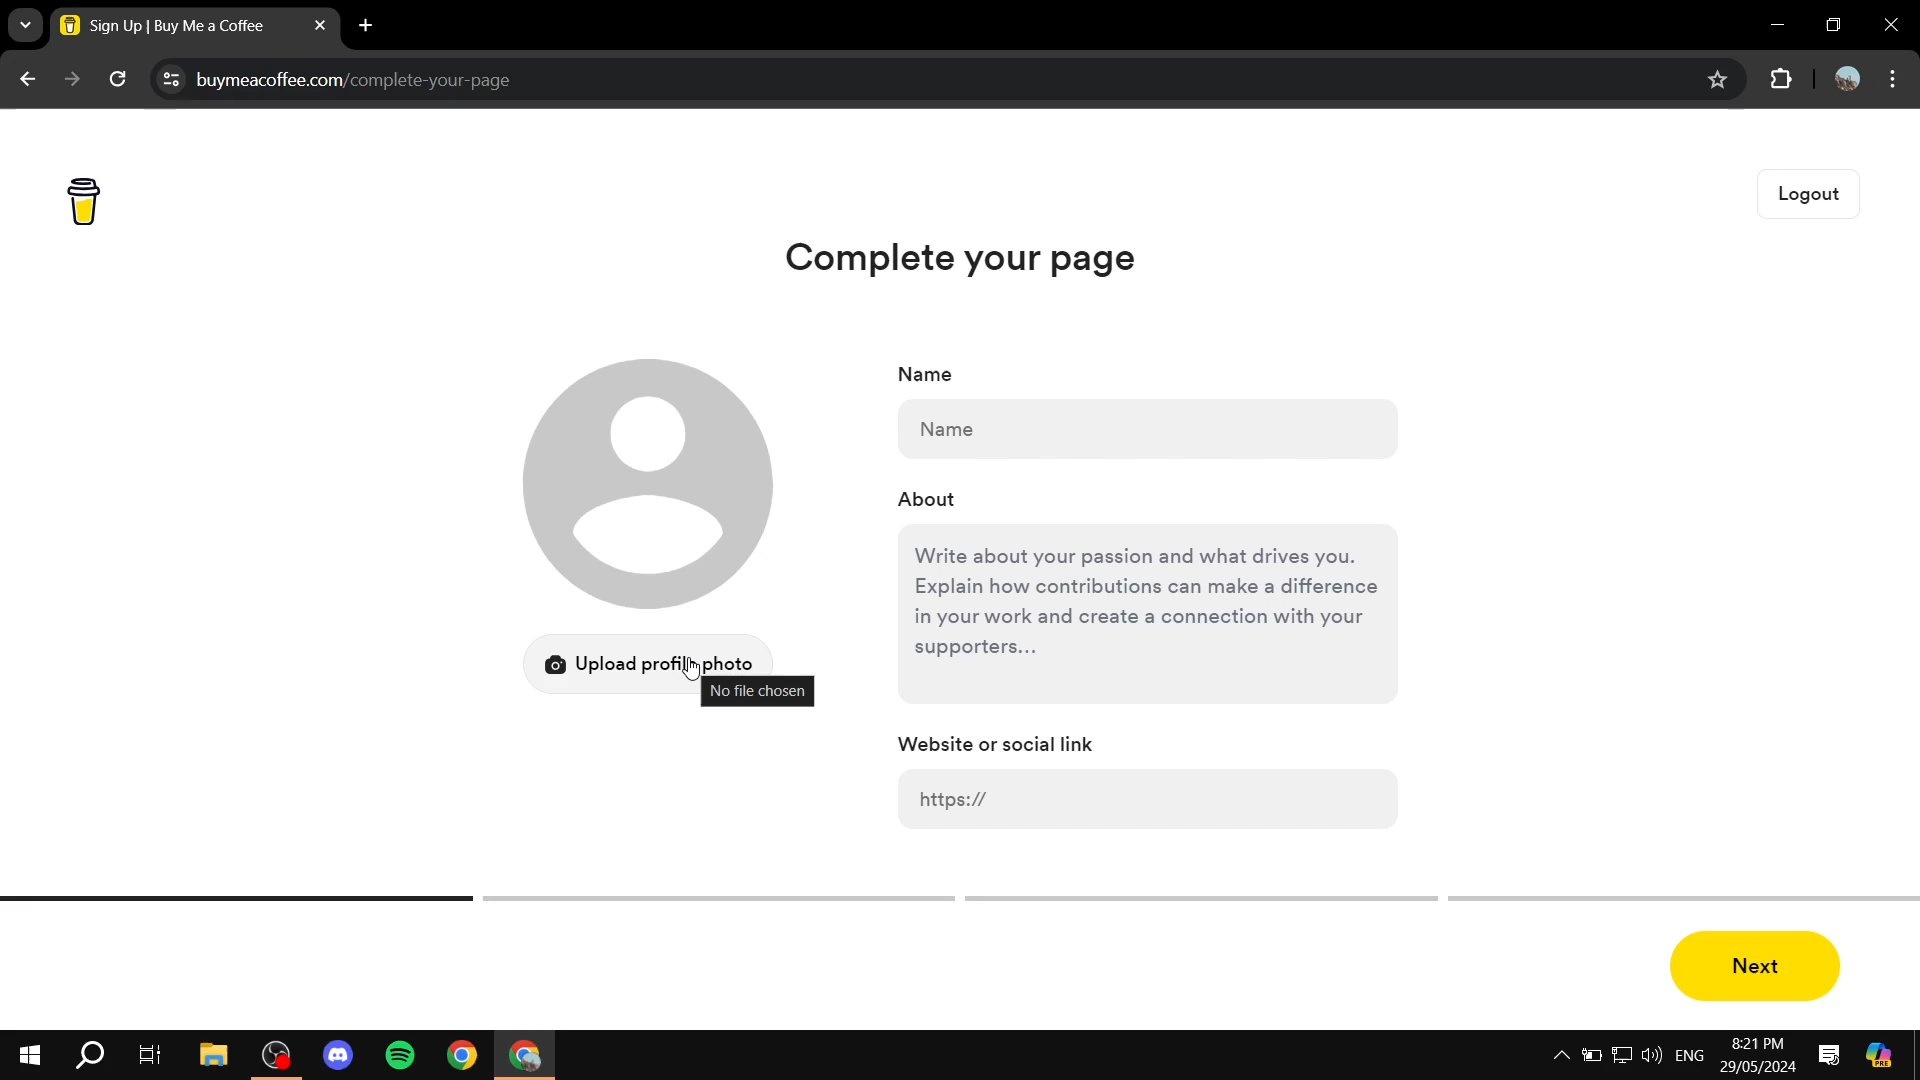 Sign Up | Buy Me a Coffee
buymeacoffee.com/complete-your-page
Logout
Complete your page
Name
Name
About
Write about your passion and what drives you.
Explain how contributions can make a difference
in your work and create a connection with your
supporters...
Upload profile photo
No file chosen
Website or social link
https://
Next
8:21 PM
ENG
29/05/2024
PRE